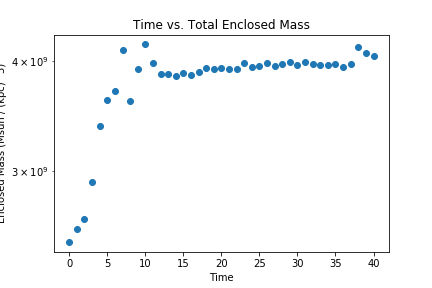 Time vs. Total Enclosed Mass
4 × 10⁹
3 × 10⁹
Enclosed Mass (Msun / (Kpc)^3)
0 5 10 15 20 25 30 35 40
Time